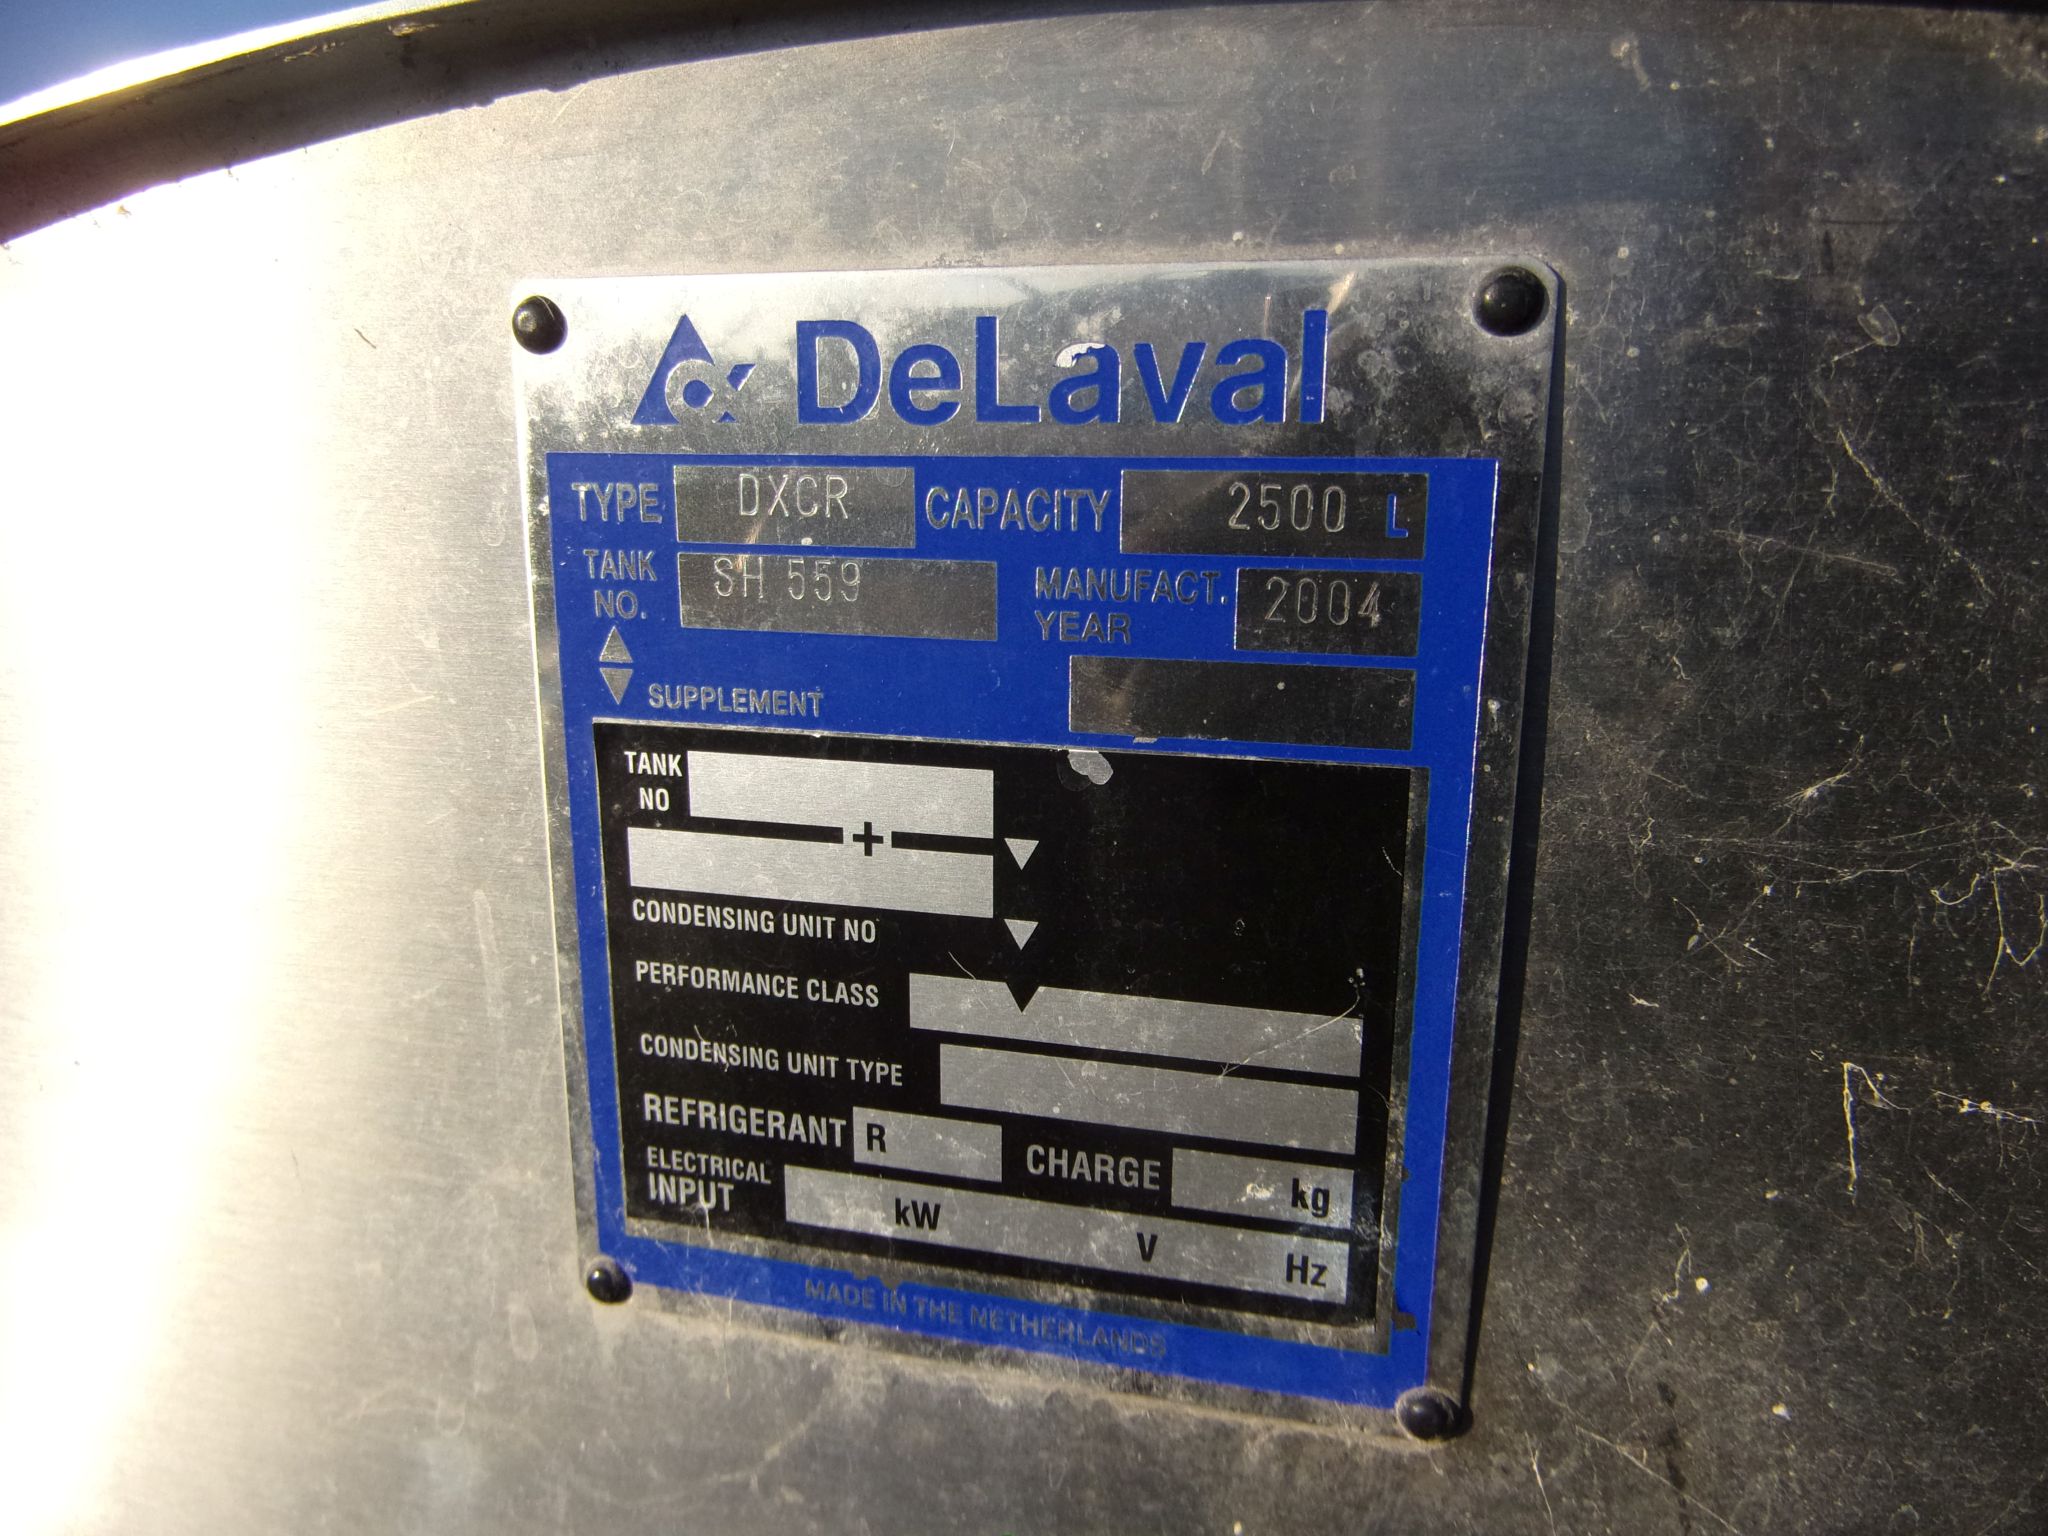 DeLaval
TYPE DXCR CAPACITY 2500 L
TANK NO. SH 559 MANUFACT. YEAR 2004
SUPPLEMENT
TANK
NO
+
CONDENSING UNIT NO
PERFORMANCE CLASS
CONDENSING UNIT TYPE
REFRIGERANT R CHARGE kg
ELECTRICAL
INPUT kW V Hz
MADE IN THE NETHERLANDS